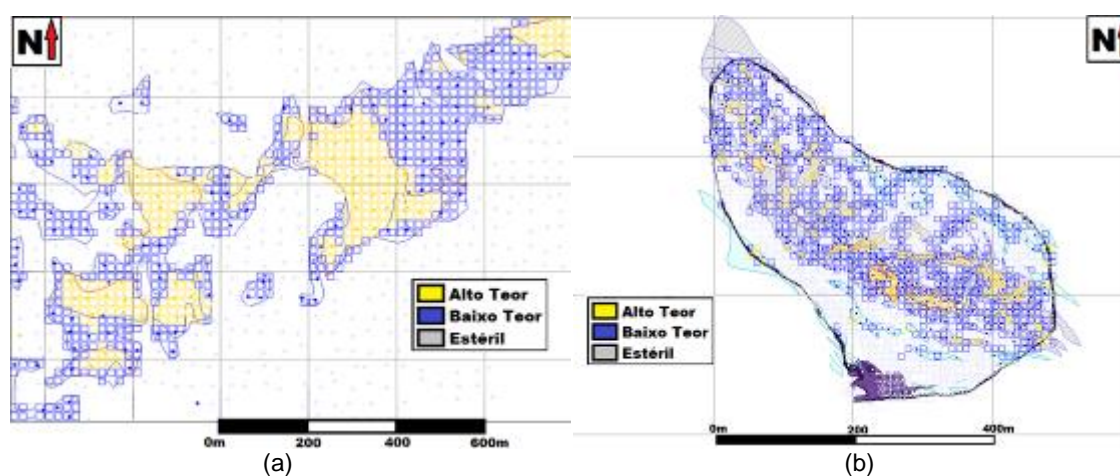 N
N
Alto Teor
Baixo Teor
Estéril
Alto Teor
Baixo Teor
Estéril
0m 200 400 600m
0m 200 400m
(a) (b)